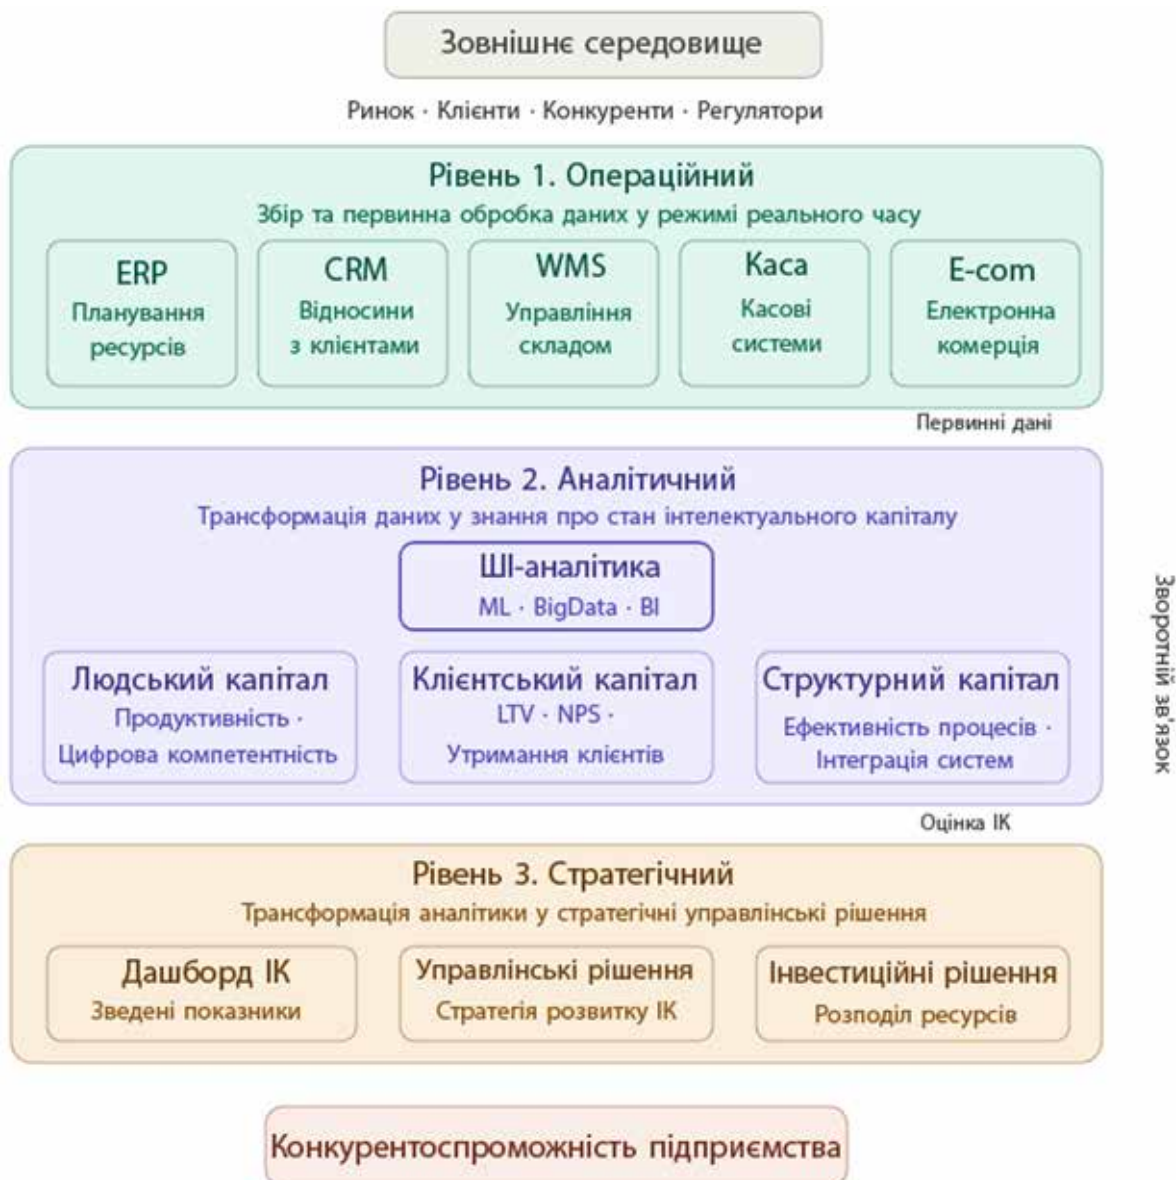 Зовнішнє середовище
Ринок · Клієнти · Конкуренти · Регулятори
Рівень 1. Операційний
Збір та первинна обробка даних у режимі реального часу
ERP
Планування
ресурсів
CRM
Відносини
з клієнтами
WMS
Управління
складом
Каса
Касові
системи
E-com
Електронна
комерція
Первинні дані
Рівень 2. Аналітичний
Трансформація даних у знання про стан інтелектуального капіталу
ШІ-аналітика
ML · BigData · BI
Людський капітал
Продуктивність ·
Цифрова компетентність
Клієнтський капітал
LTV · NPS ·
Утримання клієнтів
Структурний капітал
Ефективність процесів ·
Інтеграція систем
Зворотній зв'язок
Оцінка ІК
Рівень 3. Стратегічний
Трансформація аналітики у стратегічні управлінські рішення
Дашборд ІК
Зведені показники
Управлінські рішення
Стратегія розвитку ІК
Інвестиційні рішення
Розподіл ресурсів
Конкурентоспроможність підприємства